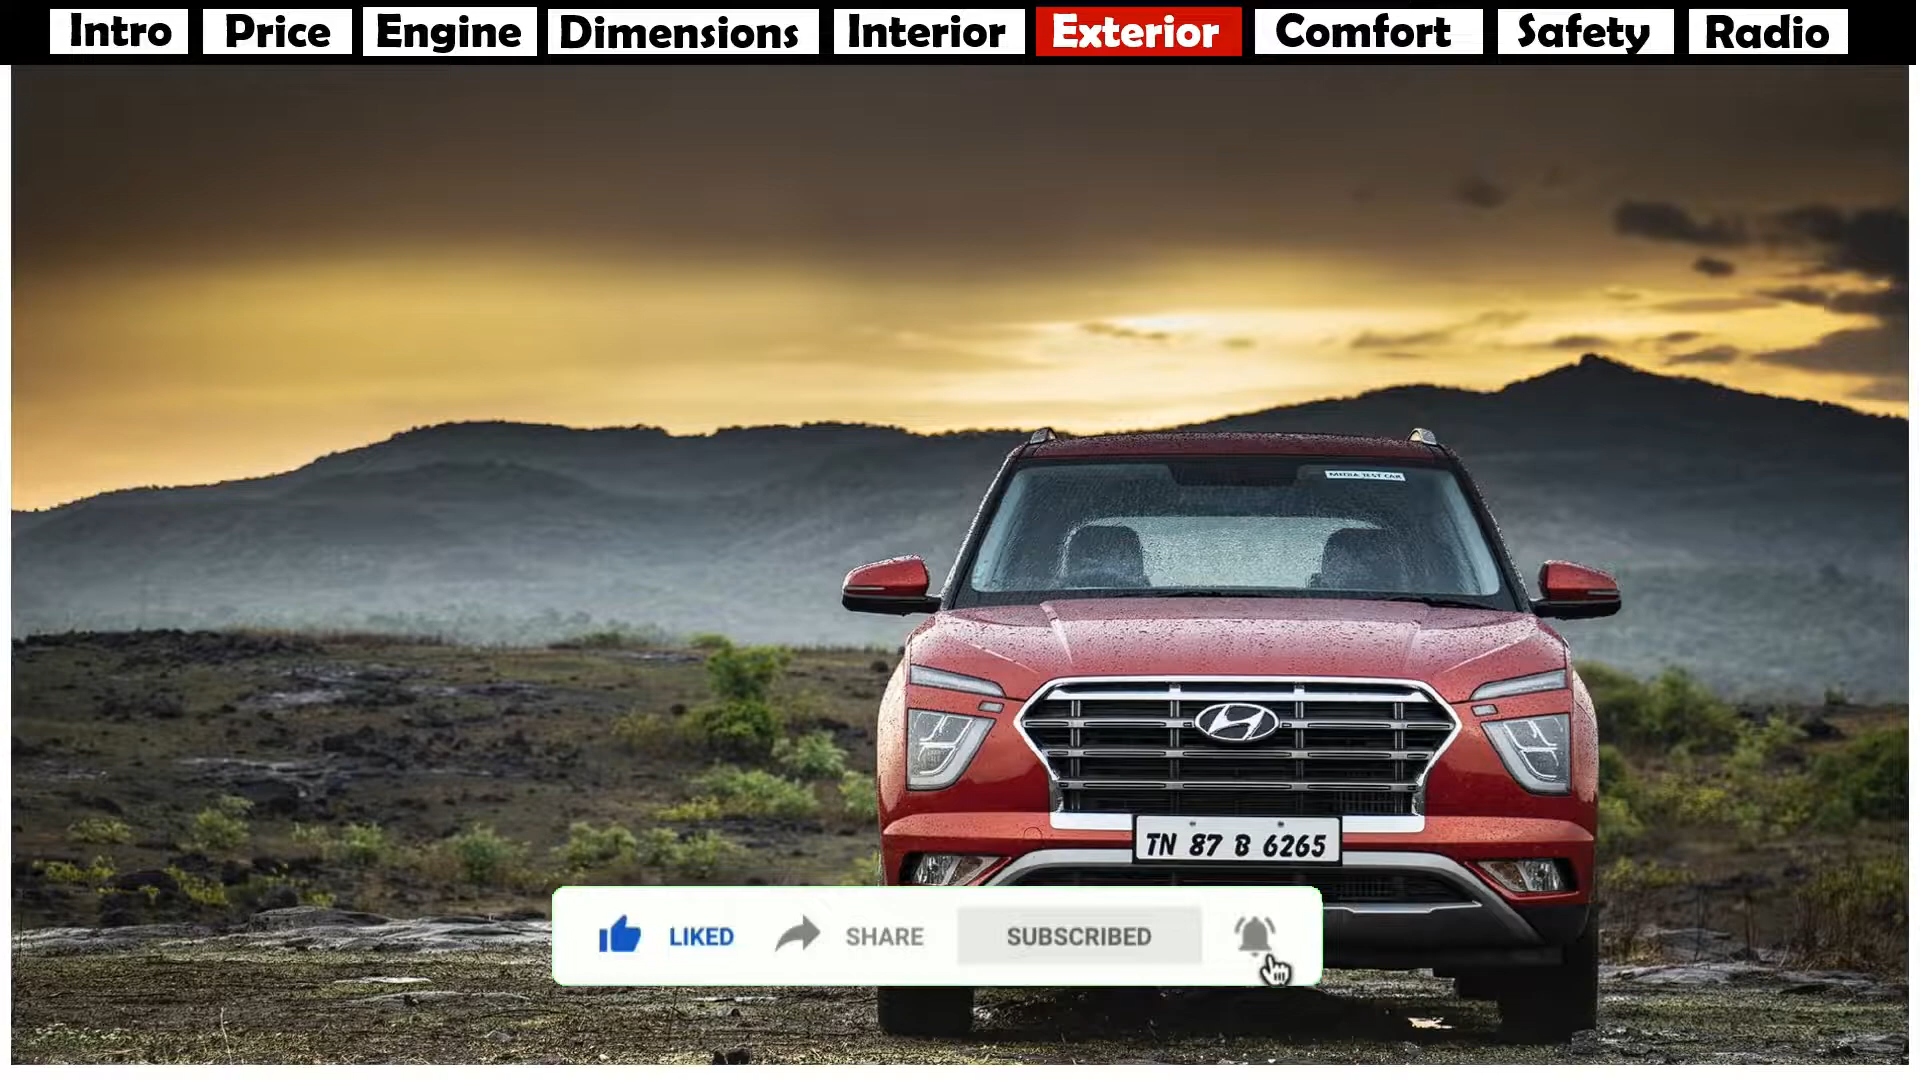 Intro Price Engine Dimensions Interior Exterior Comfort Safety Radio
TN 87 B 6265
LIKED SHARE SUBSCRIBED